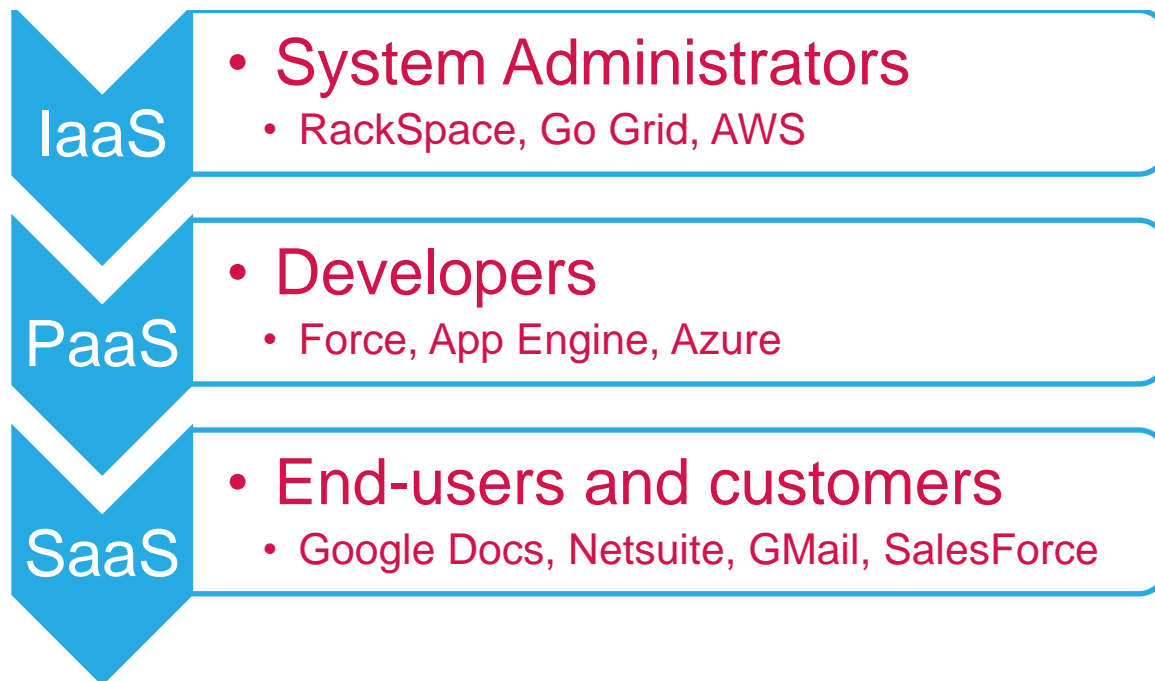 IaaS
• System Administrators
• RackSpace, Go Grid, AWS
PaaS
• Developers
• Force, App Engine, Azure
SaaS
• End-users and customers
• Google Docs, Netsuite, GMail, SalesForce